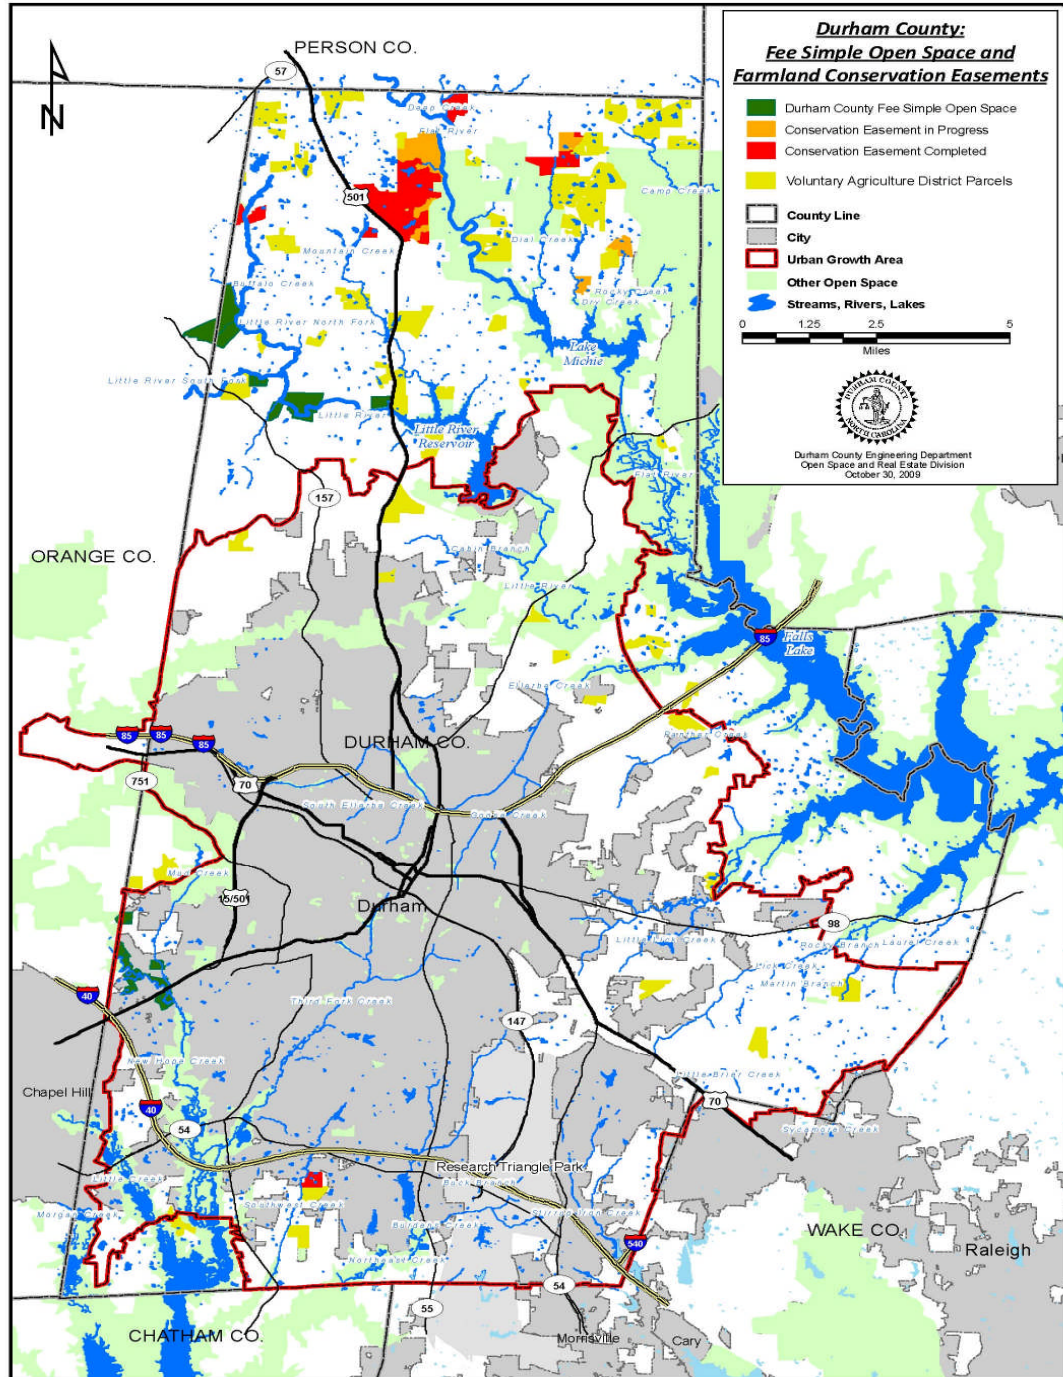 Durham County:
Fee Simple Open Space and
Farmland Conservation Easements
Durham County Fee Simple Open Space
Conservation Easement in Progress
Conservation Easement Completed
Voluntary Agriculture District Parcels
County Line
City
Urban Growth Area
Other Open Space
Streams, Rivers, Lakes
0 1.25 2.5 5
Miles
DURHAM COUNTY
NORTH CAROLINA
Durham County Engineering Department
Open Space and Real Estate Division
October 30, 2009
N
PERSON CO.
57
Deep Creek
Flat River
Camp Creek
501
Dial Creek
Mountain Creek
Buffalo Creek
Rocky Creek
Dry Creek
Little River North Fork
Lake
Michie
Little River South Fork
Little River
Little River
Reservoir
Flat River
157
ORANGE CO.
Cabin Branch
Little River
85
Falls
Lake
Ellerbe Creek
Panther Creek
85
85
85
DURHAM CO.
751
70
South Ellerbe Creek
Goose Creek
Mud Creek
15/501
Durham
98
Little Lick Creek
Rocky Branch
Laurel Creek
Lick Creek
Martin Branch
40
Third Fork Creek
147
New Hope Creek
Little Brier Creek
Chapel Hill
70
40
54
Sycamore Creek
Research Triangle Park
Little Creek
Burdens Creek
Southwest Creek
Morgan Creek
Stirrup Iron Creek
WAKE CO.
540
Raleigh
Northeast Creek
54
55
CHATHAM CO.
Morrisville
Cary